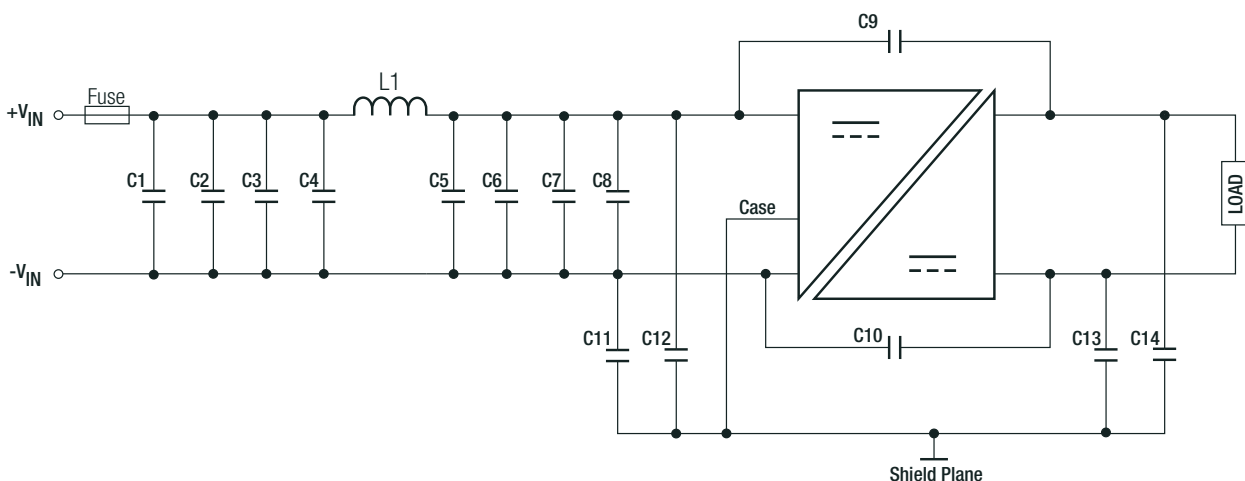 C9
L1
Fuse
+VIN
C1 C2 C3 C4 C5 C6 C7 C8
LOAD
Case
-VIN
C11 C12 C10 C13 C14
Shield Plane